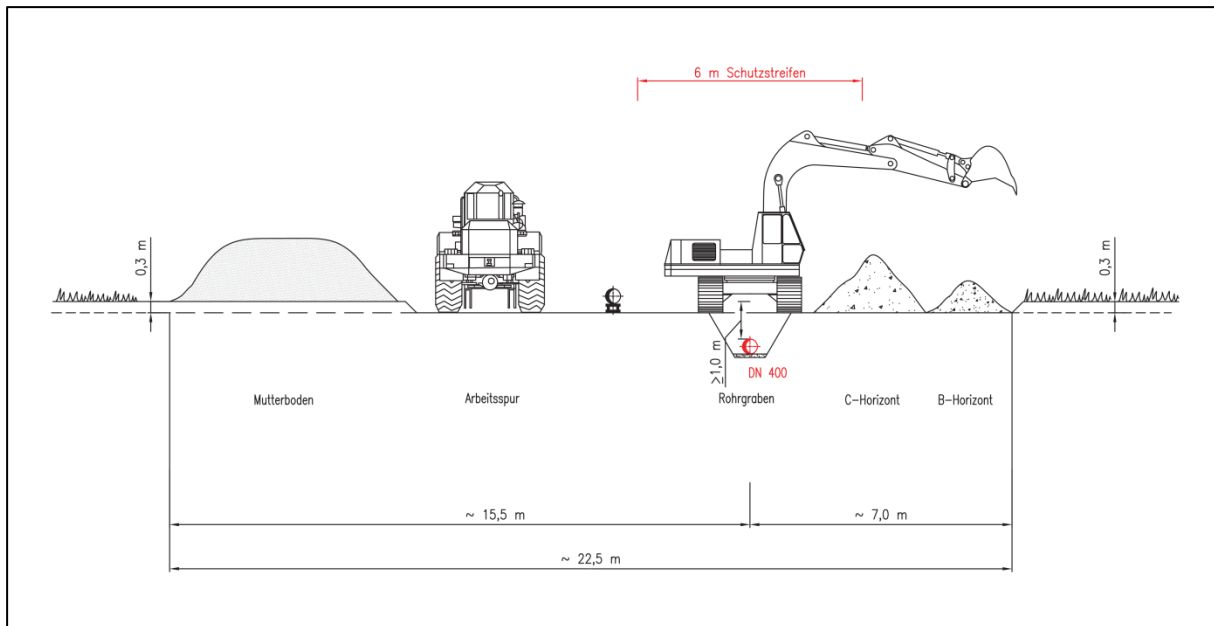 6 m Schutzstreifen
0,3 m
0,3 m
≥1,0 m
DN 400
Mutterboden
Arbeitsspur
Rohrgraben
C-Horizont
B-Horizont
~ 15,5 m
~ 7,0 m
~ 22,5 m